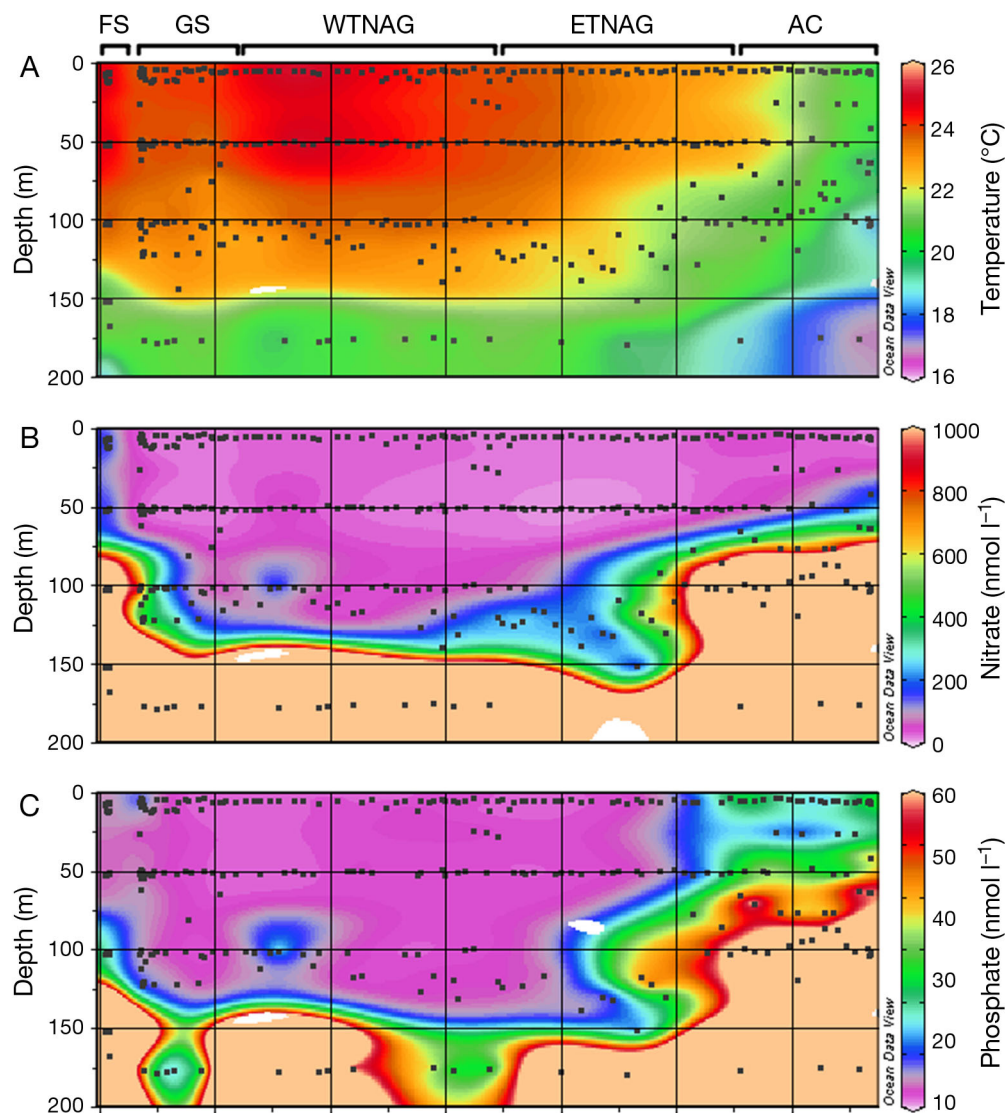 FS GS WTNAG ETNAG AC
A
0
50
100
150
200
Depth (m)
Ocean Data View
26
24
22
20
18
16
Temperature (°C)
B
0
50
100
150
200
Depth (m)
Ocean Data View
1000
800
600
400
200
0
Nitrate (nmol l⁻¹)
C
0
50
100
150
200
Depth (m)
Ocean Data View
60
50
40
30
20
10
Phosphate (nmol l⁻¹)